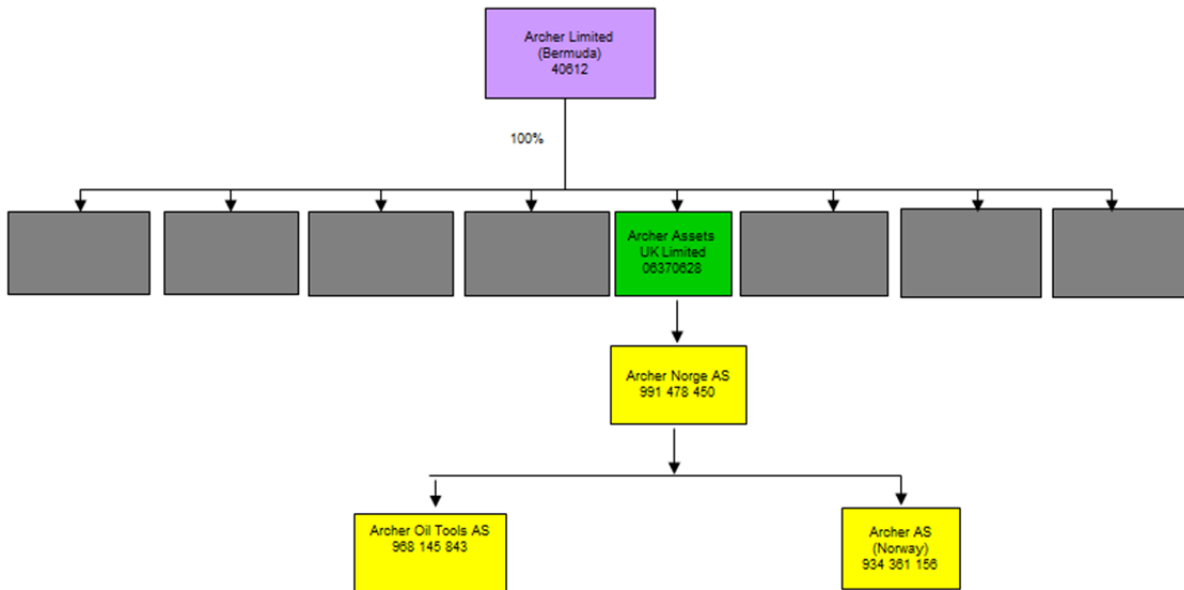 Archer Limited
(Bermuda)
40612
100%
Archer Assets
UK Limited
06370628
Archer Norge AS
991 478 450
Archer Oil Tools AS
968 145 843
Archer AS
(Norway)
934 361 156